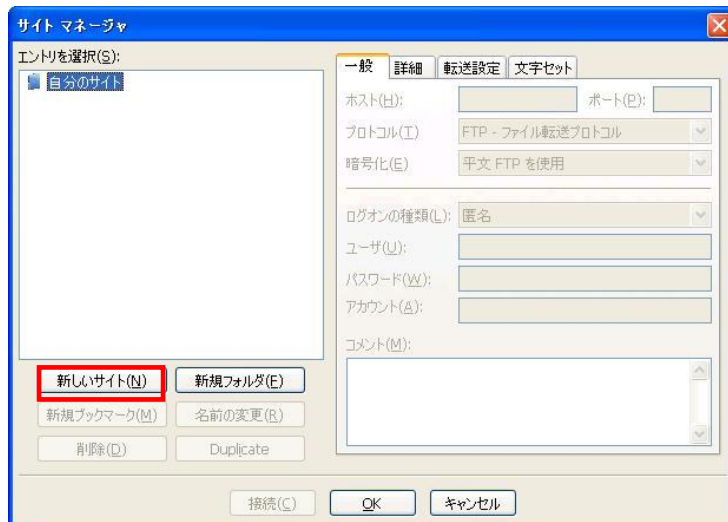 サイト マネージャ
エントリを選択(S):
自分のサイト
新しいサイト(N)
新規フォルダ(F)
新規ブックマーク(M)
名前の変更(R)
削除(D)
Duplicate
一般
詳細
転送設定
文字セット
ホスト(H):
ポート(P):
プロトコル(T)
FTP - ファイル転送プロトコル
暗号化(E)
平文 FTP を使用
ログオンの種類(L):
匿名
ユーザ(U):
パスワード(W):
アカウント(A):
コメント(M):
接続(C)
OK
キャンセル